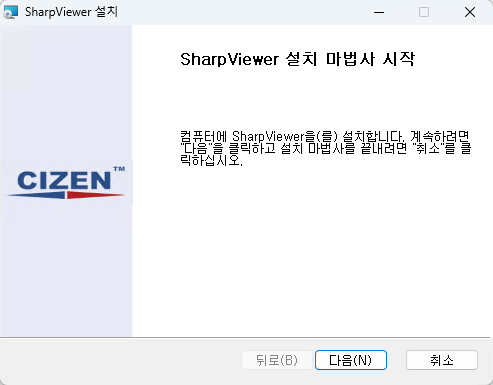 SharpViewer 설치
SharpViewer 설치 마법사 시작
컴퓨터에 SharpViewer을(를) 설치합니다. 계속하려면
"다음"을 클릭하고 설치 마법사를 끝내려면 "취소"를 클
릭하십시오.
CIZEN™
뒤로(B)
다음(N)
취소